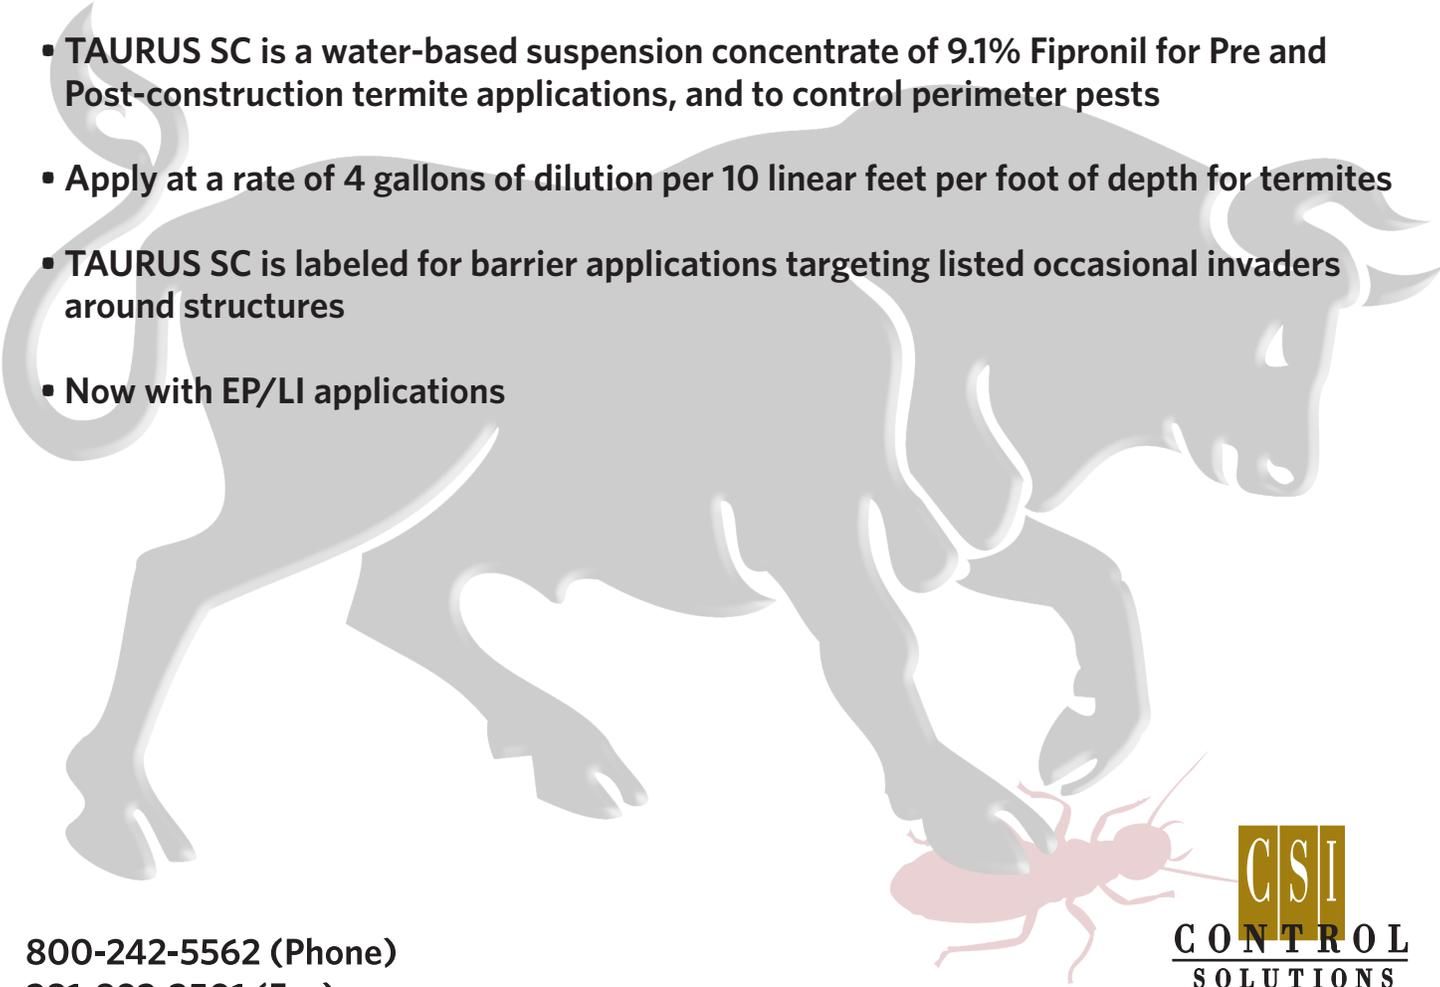 • TAURUS SC is a water-based suspension concentrate of 9.1% Fipronil for Pre and
Post-construction termite applications, and to control perimeter pests
• Apply at a rate of 4 gallons of dilution per 10 linear feet per foot of depth for termites
• TAURUS SC is labeled for barrier applications targeting listed occasional invaders
around structures
• Now with EP/LI applications
800-242-5562 (Phone)
CSI
CONTROL
SOLUTIONS